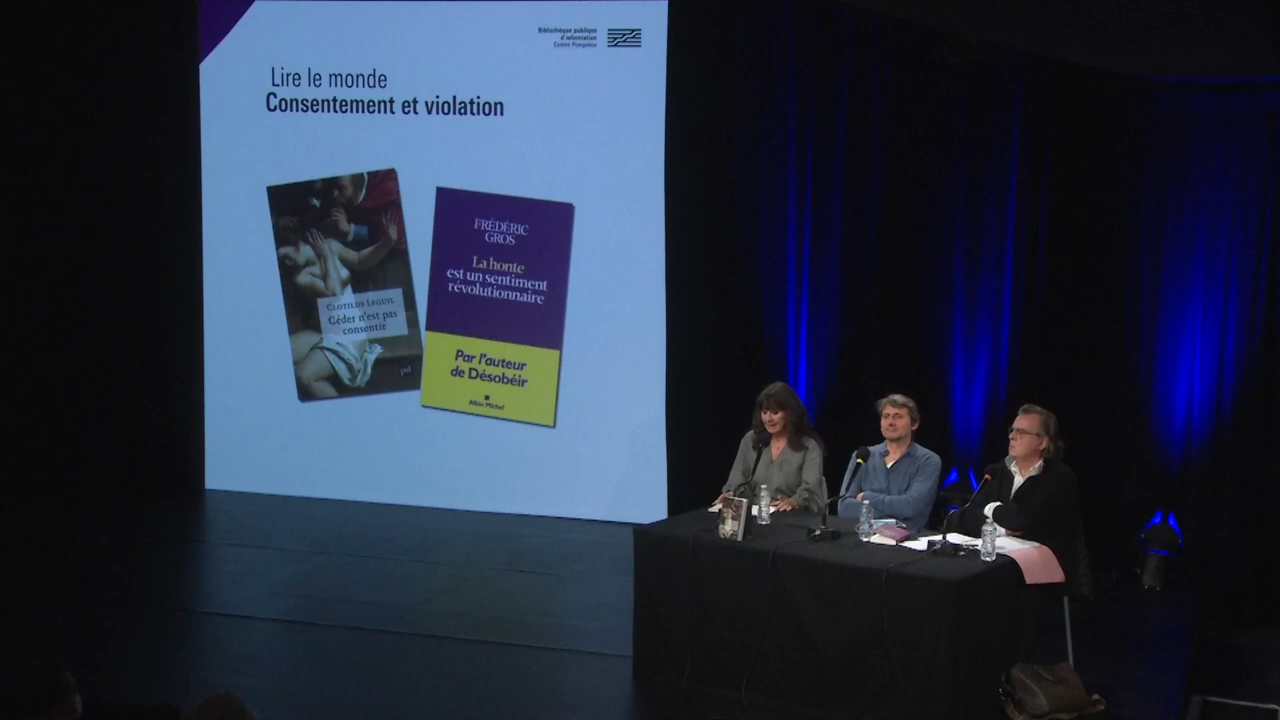 Bibliothèque publique
d'information
Centre Pompidou
Lire le monde
Consentement et violation
CLOTILDE LEGUIL
Céder n'est pas
consentir
puf
FRÉDÉRIC
GROS
La honte
est un sentiment
révolutionnaire
Par l'auteur
de Désobéir
Albin Michel